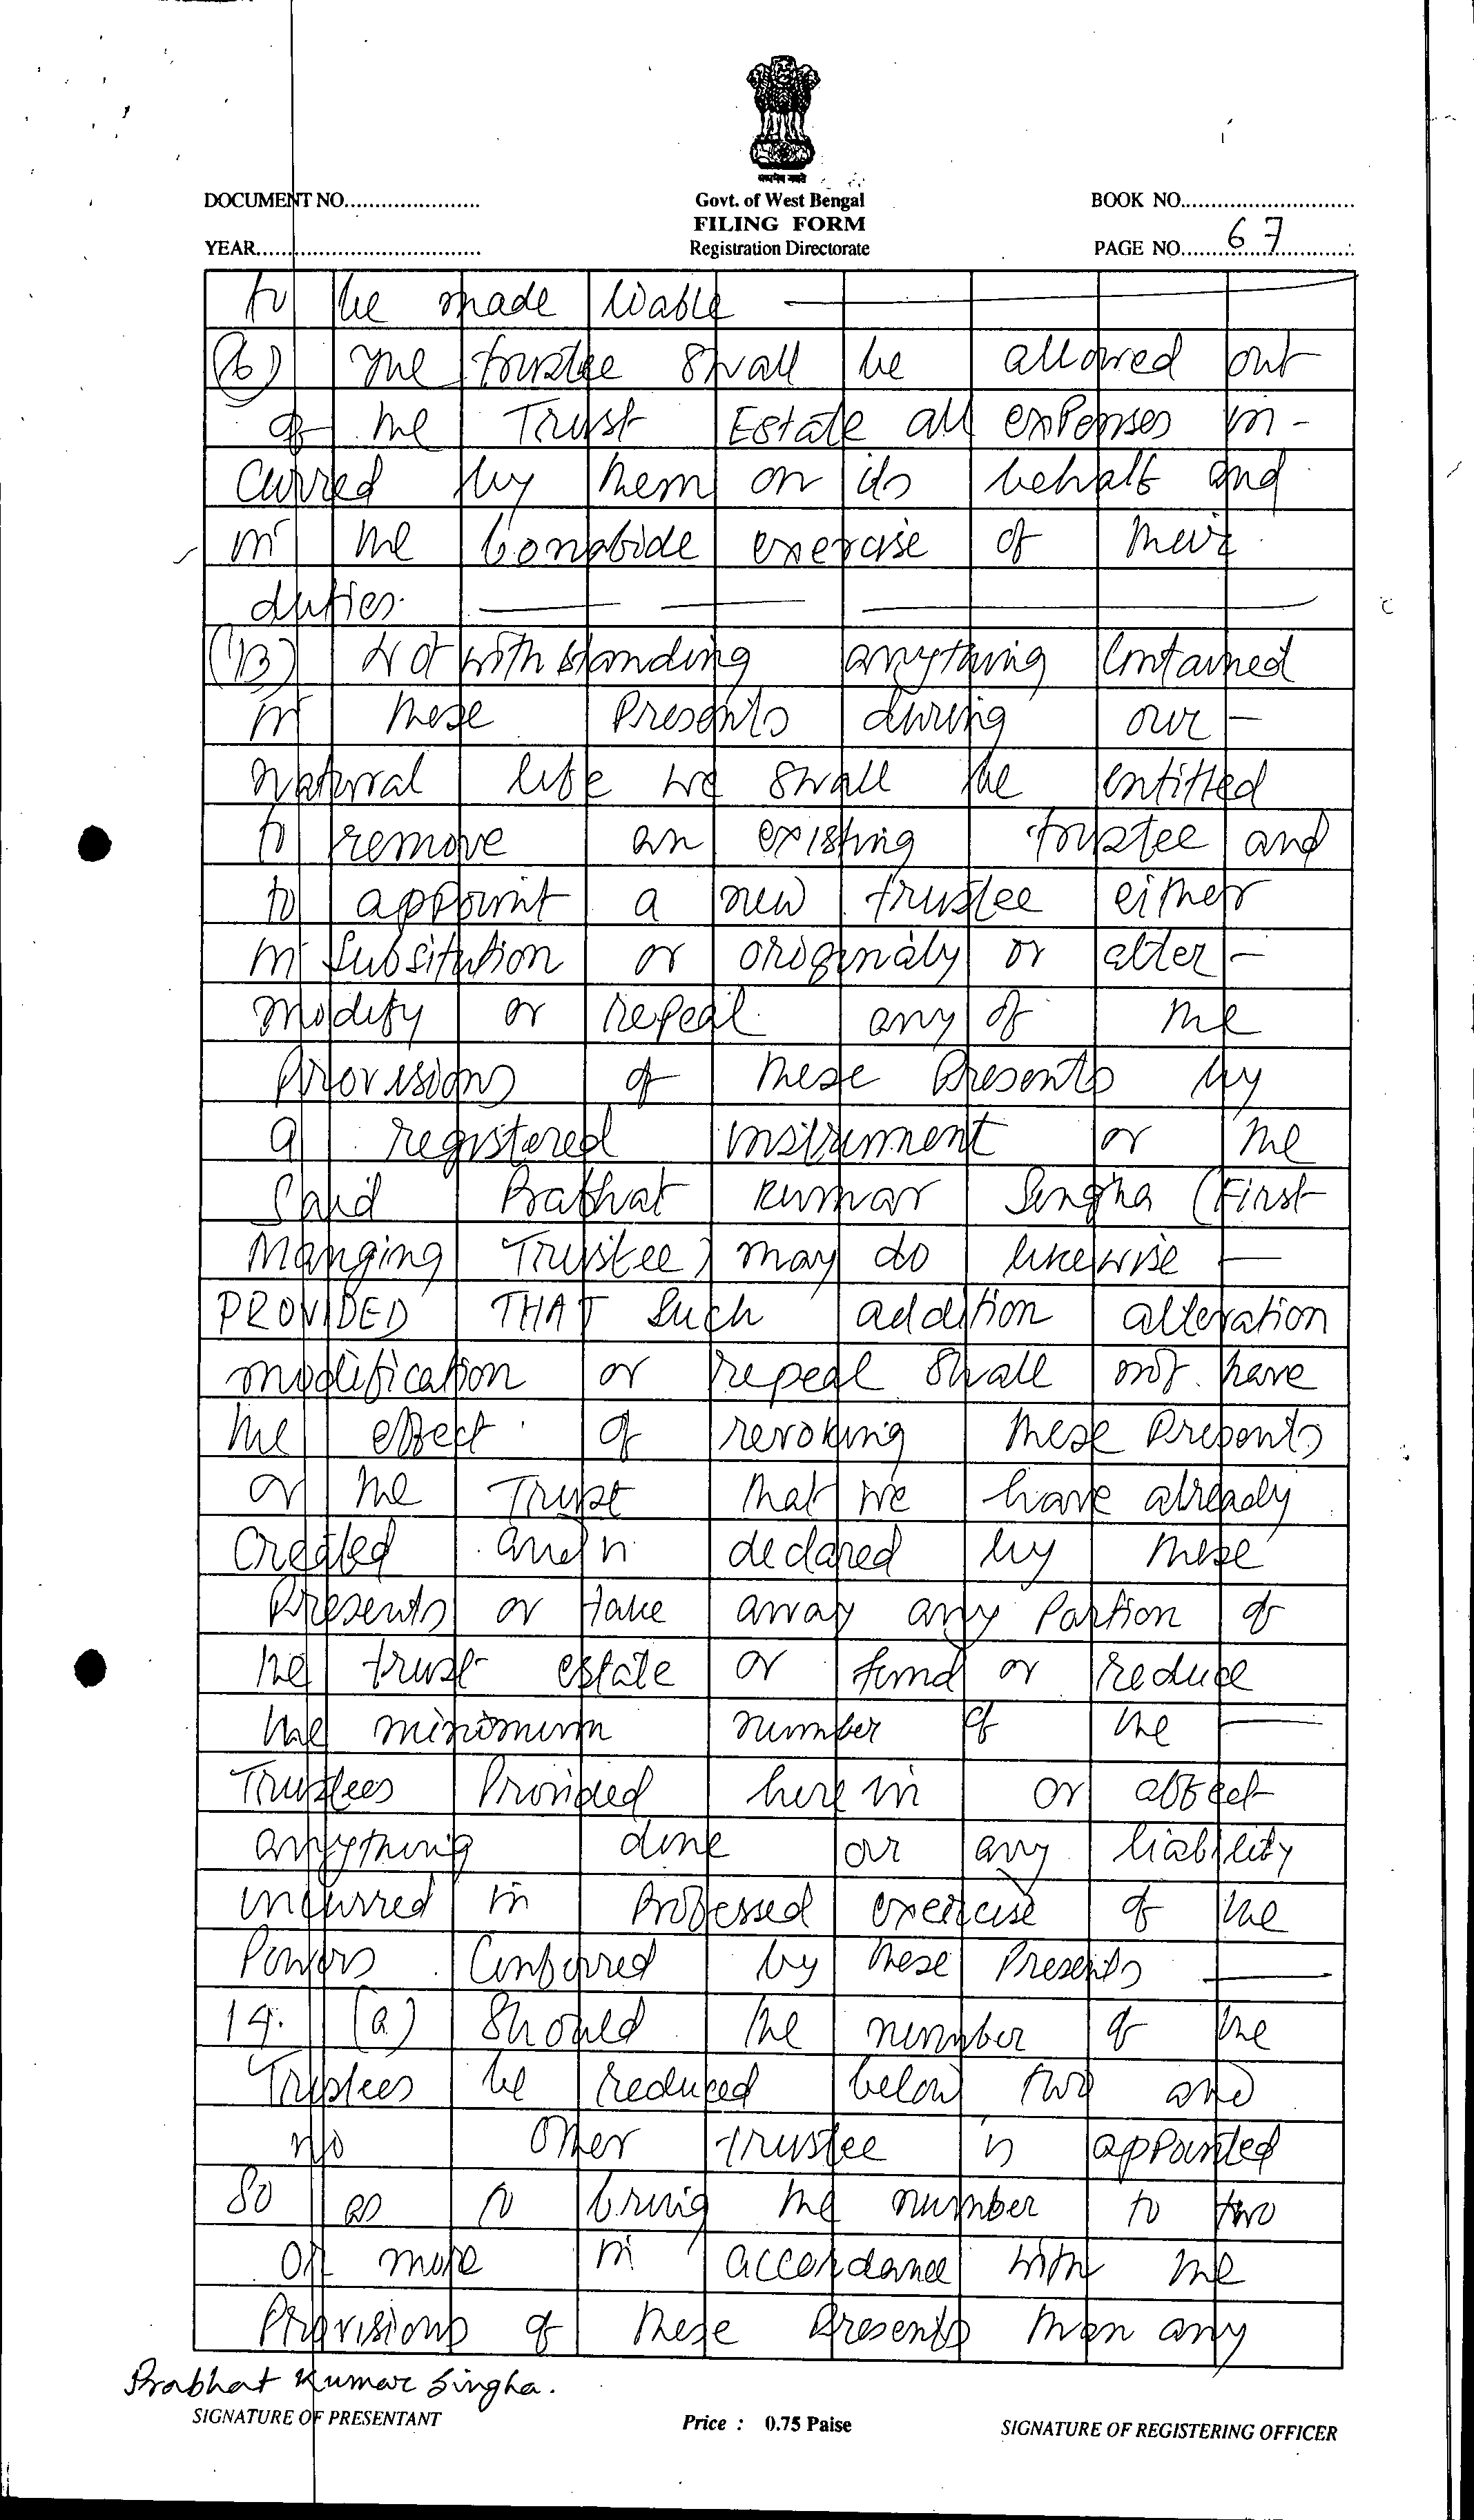 सत्यमेव जयते
DOCUMENT NO.......................
Govt. of West Bengal
BOOK NO.............................
FILING FORM
YEAR.....................................
Registration Directorate
PAGE NO. 67
to be made liable
(b) The trustee shall be allowed out
of the Trust Estate all expenses in-
curred by them on its behalf and
in the bonafide exercise of their
duties.
(13) Notwithstanding anything Contained
in these Presents during our -
natural life we shall be entitled
to remove an existing trustee and
to appoint a new trustee either
in Subsitution or originaly or alter -
modify or repeal any of the
Provisions of these Presents by
a registered instrument or the
Said Prabhat Kumar Singha (First
Manging Trustee) may do likewise -
PROVIDED THAT Such addition alteration
modification or repeal shall not have
the effect of revoking these Presents
or the Trust that we have already
Created and declared by these
Presents or take away any Portion of
the trust estate or fund or reduce
the minimum number of the
Trustees Provided herein or affect
anything done or any liability
incurred in Professed exercise of the
Powers Conferred by these Presents
14. (a) Should the number of the
Trustees be reduced below two and
no other trustee is appointed
So as to bring the number to two
or more in accordance with the
Provisions of these Presents then any
Prabhat Kumar Singha.
SIGNATURE OF PRESENTANT
Price : 0.75 Paise
SIGNATURE OF REGISTERING OFFICER